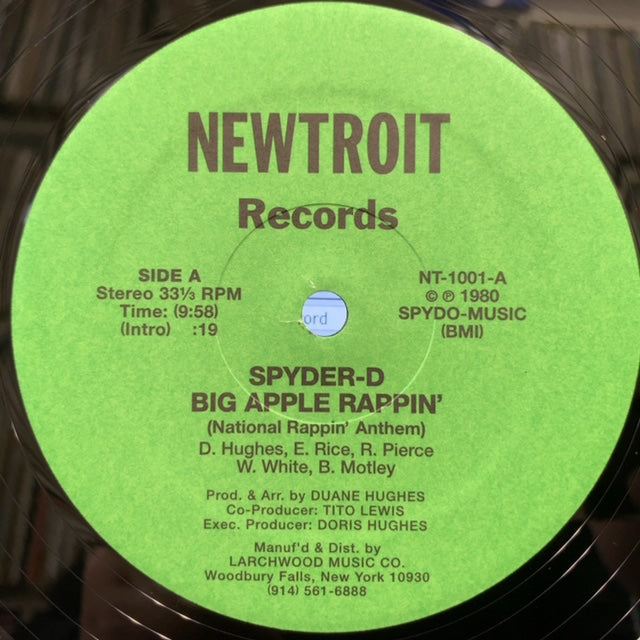 NEWTROIT
Records
SIDE A
Stereo 33⅓ RPM
Time: (9:58)
(Intro) :19
NT-1001-A
© ℗ 1980
SPYDO-MUSIC
(BMI)
ord
SPYDER-D
BIG APPLE RAPPIN'
(National Rappin' Anthem)
D. Hughes, E. Rice, R. Pierce
W. White, B. Motley
Prod. & Arr. by DUANE HUGHES
Co-Producer: TITO LEWIS
Exec. Producer: DORIS HUGHES
Manuf'd & Dist. by
LARCHWOOD MUSIC CO.
Woodbury Falls, New York 10930
(914) 561-6888